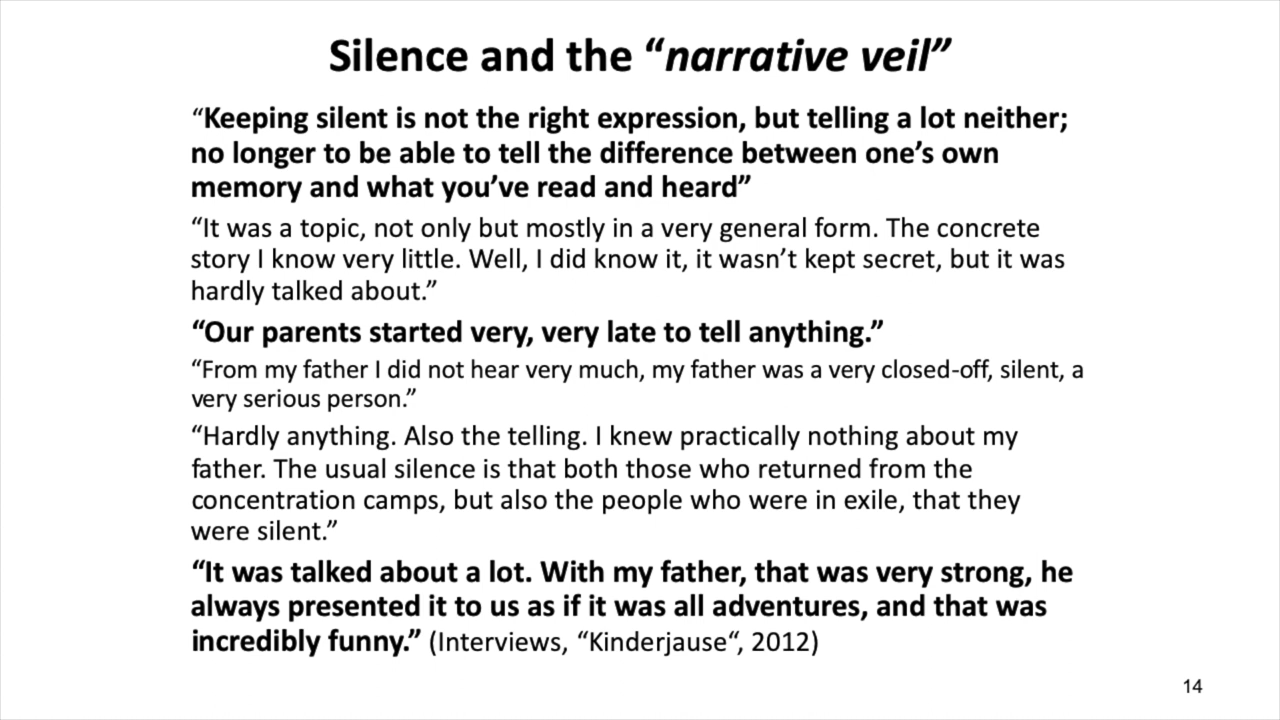 Silence and the “narrative veil”
“Keeping silent is not the right expression, but telling a lot neither;
no longer to be able to tell the difference between one’s own
memory and what you’ve read and heard”
“It was a topic, not only but mostly in a very general form. The concrete
story I know very little. Well, I did know it, it wasn’t kept secret, but it was
hardly talked about.”
“Our parents started very, very late to tell anything.”
“From my father I did not hear very much, my father was a very closed-off, silent, a
very serious person.”
“Hardly anything. Also the telling. I knew practically nothing about my
father. The usual silence is that both those who returned from the
concentration camps, but also the people who were in exile, that they
were silent.”
“It was talked about a lot. With my father, that was very strong, he
always presented it to us as if it was all adventures, and that was
incredibly funny.” (Interviews, “Kinderjause“, 2012)
14